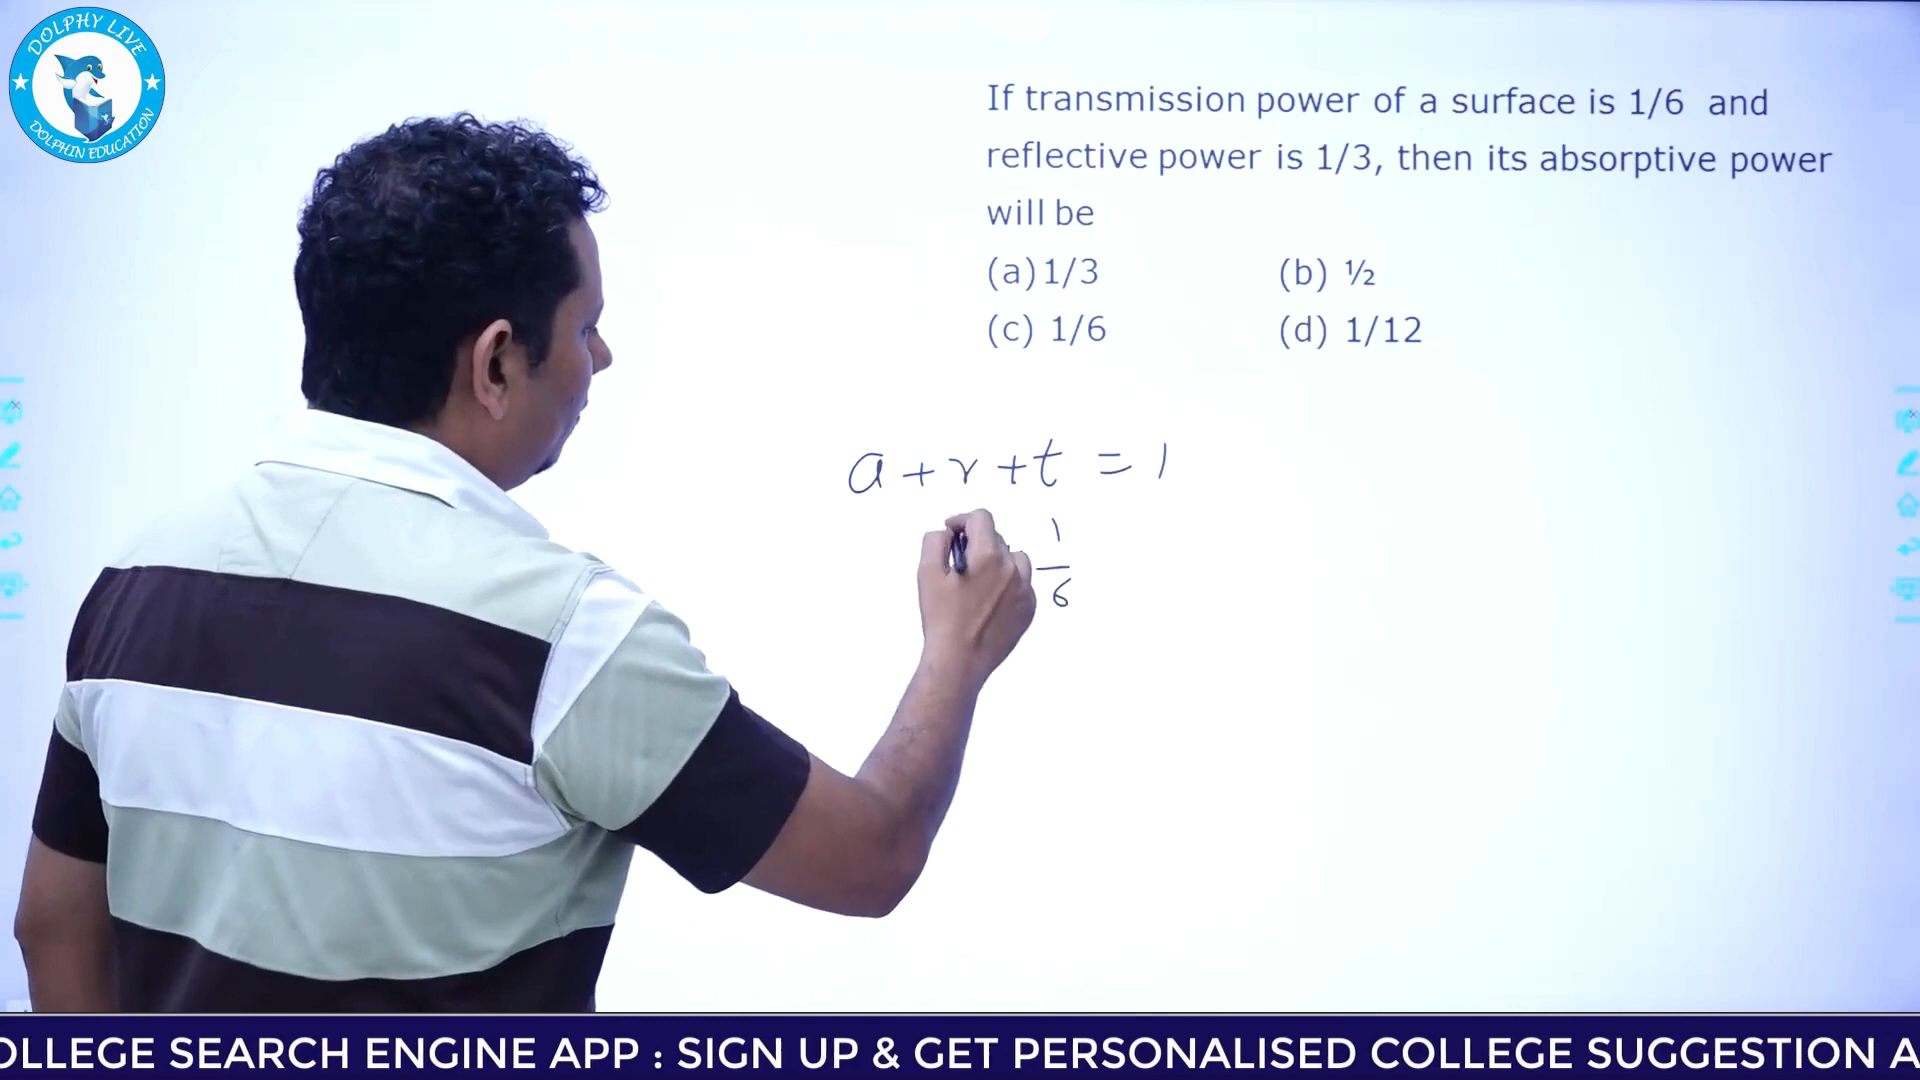 DOLPHY LIVE
DOLPHIN EDUCATION
If transmission power of a surface is 1/6 and
reflective power is 1/3, then its absorptive power
will be
(a) 1/3 (b) ½
(c) 1/6 (d) 1/12
a + r + t = 1
1
6
OLLEGE SEARCH ENGINE APP : SIGN UP & GET PERSONALISED COLLEGE SUGGESTION A